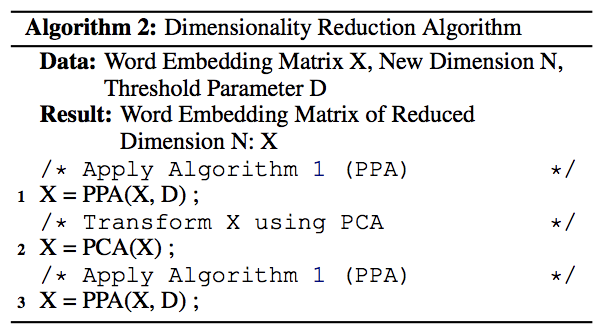 Algorithm 2: Dimensionality Reduction Algorithm
Data: Word Embedding Matrix X, New Dimension N,
Threshold Parameter D
Result: Word Embedding Matrix of Reduced
Dimension N: X
/* Apply Algorithm 1 (PPA) */
1 X = PPA(X, D) ;
/* Transform X using PCA */
2 X = PCA(X) ;
/* Apply Algorithm 1 (PPA) */
3 X = PPA(X, D) ;